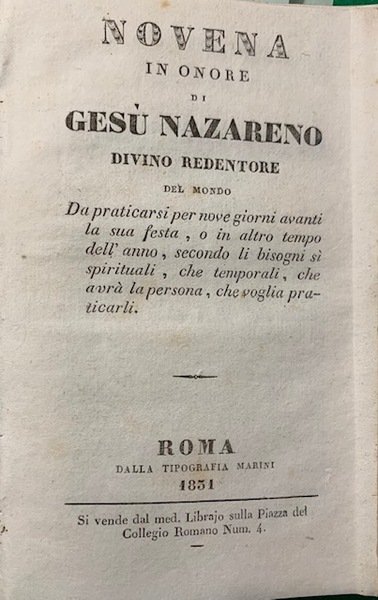 NOVENA
IN ONORE
DI
GESÙ NAZARENO
DIVINO REDENTORE
DEL MONDO
Da praticarsi per nove giorni avanti
la sua festa , o in altro tempo
dell' anno , secondo li bisogni sì
spirituali , che temporali , che
avrà la persona , che voglia pra-
ticarli.
ROMA
DALLA TIPOGRAFIA MARINI
1831
Si vende dal med. Librajo sulla Piazza del
Collegio Romano Num. 4.